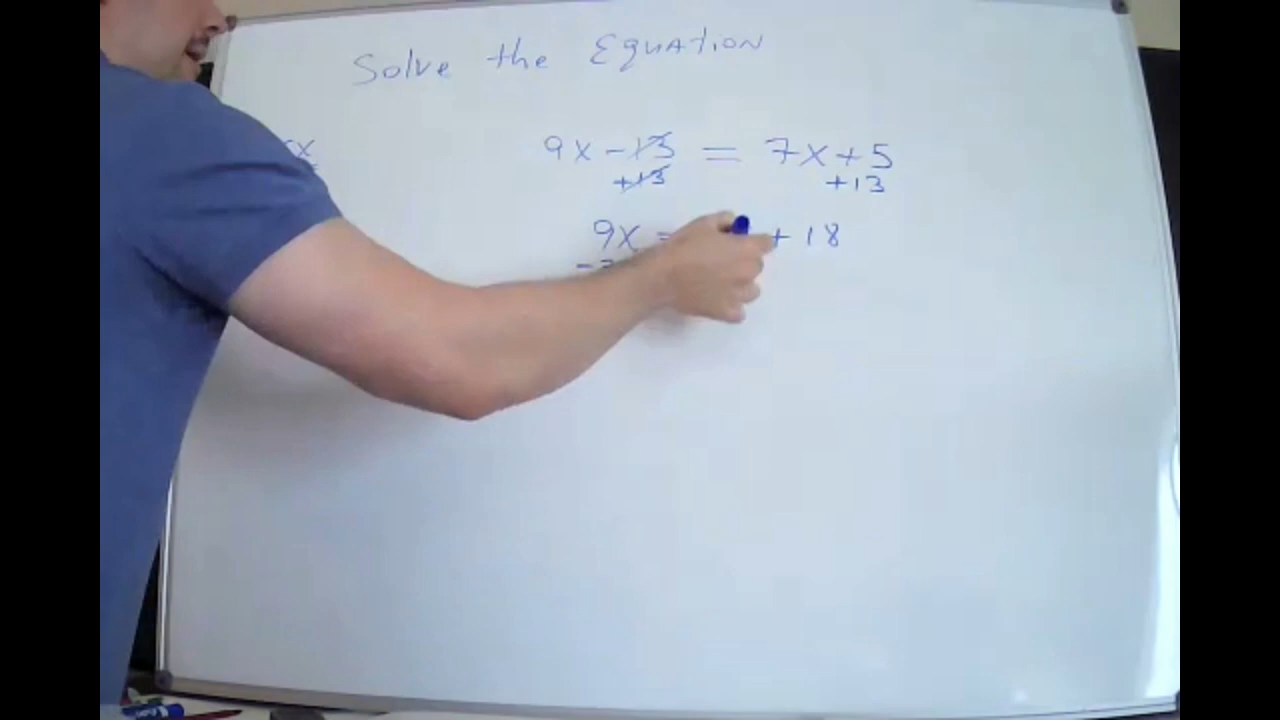 Solve the Equation
9x - 13 = 7x + 5
+13 +13
9x = + 18